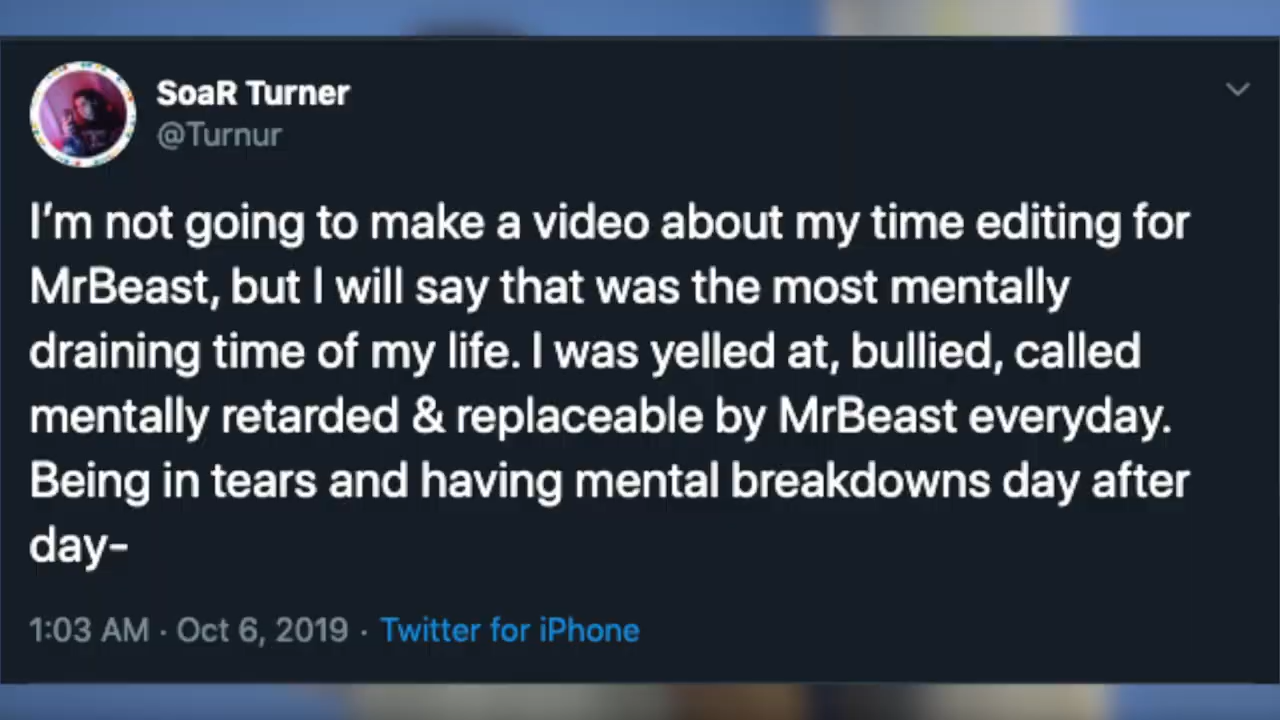 SoaR Turner
@Turnur
I'm not going to make a video about my time editing for
MrBeast, but I will say that was the most mentally
draining time of my life. I was yelled at, bullied, called
mentally retarded & replaceable by MrBeast everyday.
Being in tears and having mental breakdowns day after
day-
1:03 AM · Oct 6, 2019 · Twitter for iPhone